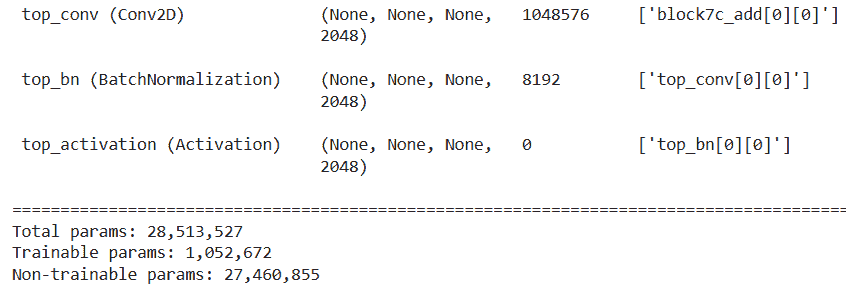 top_conv (Conv2D) (None, None, None, 1048576 ['block7c_add[0][0]']
2048)
top_bn (BatchNormalization) (None, None, None, 8192 ['top_conv[0][0]']
2048)
top_activation (Activation) (None, None, None, 0 ['top_bn[0][0]']
2048)
==================================================================================================
Total params: 28,513,527
Trainable params: 1,052,672
Non-trainable params: 27,460,855